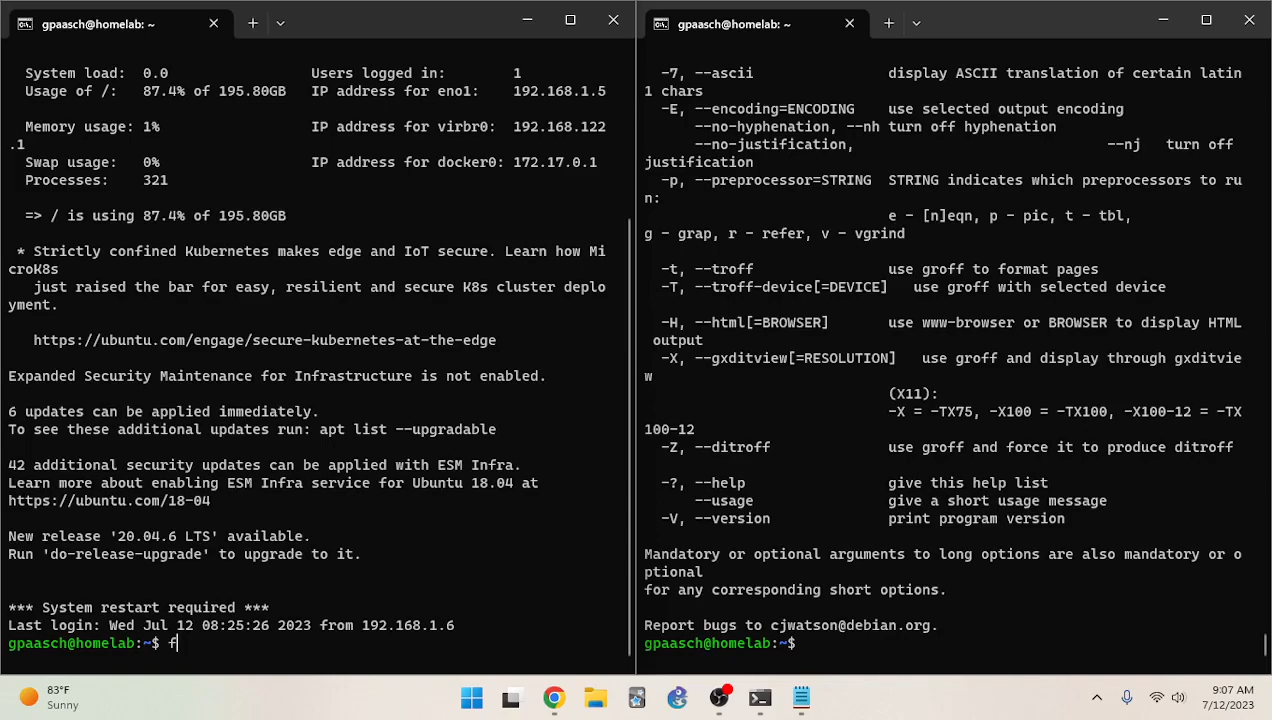 gpaasch@homelab: ~
System load: 0.0 Users logged in: 1
Usage of /: 87.4% of 195.80GB IP address for eno1: 192.168.1.5
Memory usage: 1% IP address for virbr0: 192.168.122
.1
Swap usage: 0% IP address for docker0: 172.17.0.1
Processes: 321
=> / is using 87.4% of 195.80GB
* Strictly confined Kubernetes makes edge and IoT secure. Learn how Mi
croK8s
just raised the bar for easy, resilient and secure K8s cluster deplo
yment.
https://ubuntu.com/engage/secure-kubernetes-at-the-edge
Expanded Security Maintenance for Infrastructure is not enabled.
6 updates can be applied immediately.
To see these additional updates run: apt list --upgradable
42 additional security updates can be applied with ESM Infra.
Learn more about enabling ESM Infra service for Ubuntu 18.04 at
https://ubuntu.com/18-04
New release '20.04.6 LTS' available.
Run 'do-release-upgrade' to upgrade to it.
*** System restart required ***
Last login: Wed Jul 12 08:25:26 2023 from 192.168.1.6
gpaasch@homelab:~$ f
gpaasch@homelab: ~
-7, --ascii display ASCII translation of certain latin
1 chars
-E, --encoding=ENCODING use selected output encoding
--no-hyphenation, --nh turn off hyphenation
--no-justification, --nj turn off
justification
-p, --preprocessor=STRING STRING indicates which preprocessors to ru
n:
e - [n]eqn, p - pic, t - tbl,
g - grap, r - refer, v - vgrind
-t, --troff use groff to format pages
-T, --troff-device[=DEVICE] use groff with selected device
-H, --html[=BROWSER] use www-browser or BROWSER to display HTML
output
-X, --gxditview[=RESOLUTION] use groff and display through gxditvie
w
(X11):
-X = -TX75, -X100 = -TX100, -X100-12 = -TX
100-12
-Z, --ditroff use groff and force it to produce ditroff
-?, --help give this help list
--usage give a short usage message
-V, --version print program version
Mandatory or optional arguments to long options are also mandatory or o
ptional
for any corresponding short options.
Report bugs to cjwatson@debian.org.
gpaasch@homelab:~$
83°F
Sunny
9:07 AM
7/12/2023